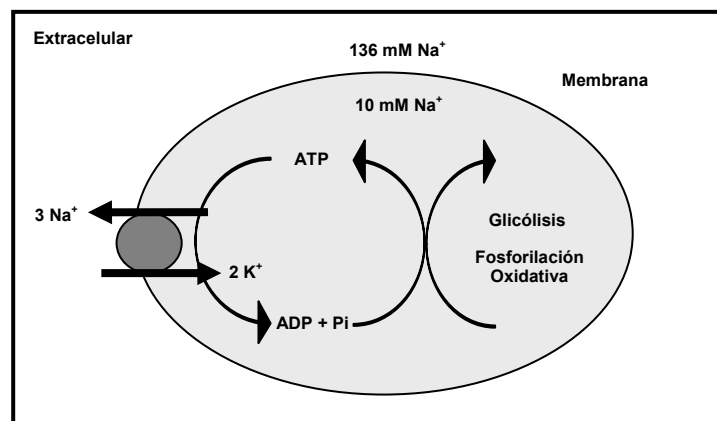 Extracelular
136 mM Na⁺
Membrana
10 mM Na⁺
ATP
3 Na⁺
Glicólisis
Fosforilación
Oxidativa
2 K⁺
ADP + Pi